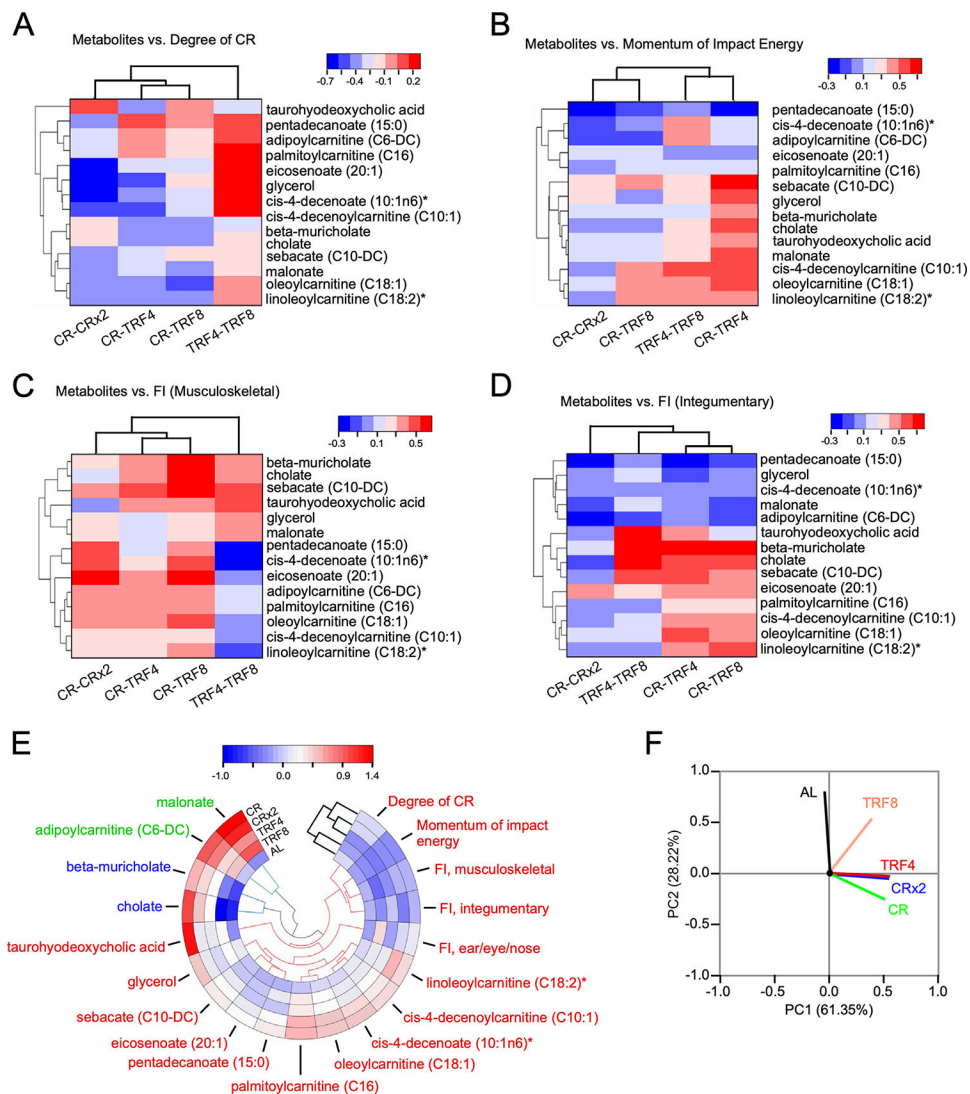 A
Metabolites vs. Degree of CR
-0.7 -0.4 -0.1 0.2
taurohyodeoxycholic acid
pentadecanoate (15:0)
adipoylcarnitine (C6-DC)
palmitoylcarnitine (C16)
eicosenoate (20:1)
glycerol
cis-4-decenoate (10:1n6)*
cis-4-decenoylcarnitine (C10:1)
beta-muricholate
cholate
sebacate (C10-DC)
malonate
oleoylcarnitine (C18:1)
linoleoylcarnitine (C18:2)*
CR-CRx2
CR-TRF4
CR-TRF8
TRF4-TRF8
B
Metabolites vs. Momentum of Impact Energy
-0.3 0.1 0.5
pentadecanoate (15:0)
cis-4-decenoate (10:1n6)*
adipoylcarnitine (C6-DC)
eicosenoate (20:1)
palmitoylcarnitine (C16)
sebacate (C10-DC)
glycerol
beta-muricholate
cholate
taurohyodeoxycholic acid
malonate
cis-4-decenoylcarnitine (C10:1)
oleoylcarnitine (C18:1)
linoleoylcarnitine (C18:2)*
CR-CRx2
CR-TRF8
TRF4-TRF8
CR-TRF4
C
Metabolites vs. FI (Musculoskeletal)
-0.3 0.1 0.5
beta-muricholate
cholate
sebacate (C10-DC)
taurohyodeoxycholic acid
glycerol
malonate
pentadecanoate (15:0)
cis-4-decenoate (10:1n6)*
eicosenoate (20:1)
adipoylcarnitine (C6-DC)
palmitoylcarnitine (C16)
oleoylcarnitine (C18:1)
cis-4-decenoylcarnitine (C10:1)
linoleoylcarnitine (C18:2)*
CR-CRx2
CR-TRF4
CR-TRF8
TRF4-TRF8
D
Metabolites vs. FI (Integumentary)
-0.3 0.1 0.5
pentadecanoate (15:0)
glycerol
cis-4-decenoate (10:1n6)*
malonate
adipoylcarnitine (C6-DC)
taurohyodeoxycholic acid
beta-muricholate
cholate
sebacate (C10-DC)
eicosenoate (20:1)
palmitoylcarnitine (C16)
cis-4-decenoylcarnitine (C10:1)
oleoylcarnitine (C18:1)
linoleoylcarnitine (C18:2)*
CR-CRx2
TRF4-TRF8
CR-TRF4
CR-TRF8
E
-1.0 0.0 0.9 1.4
CR
CRx2
TRF4
TRF8
AL
malonate
adipoylcarnitine (C6-DC)
beta-muricholate
cholate
taurohyodeoxycholic acid
glycerol
sebacate (C10-DC)
eicosenoate (20:1)
pentadecanoate (15:0)
palmitoylcarnitine (C16)
oleoylcarnitine (C18:1)
cis-4-decenoate (10:1n6)*
cis-4-decenoylcarnitine (C10:1)
linoleoylcarnitine (C18:2)*
FI, ear/eye/nose
FI, integumentary
FI, musculoskeletal
Momentum of impact
energy
Degree of CR
F
1.0
0.5
0.0
-0.5
-1.0
PC2 (28.22%)
AL
TRF8
TRF4
CRx2
CR
-1.0 -0.5 0.0 0.5 1.0
PC1 (61.35%)